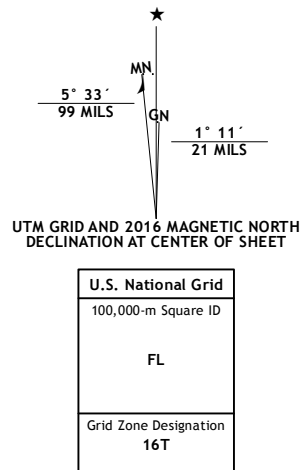 ★
MN.
5° 33´
99 MILS
GN
1° 11´
21 MILS
UTM GRID AND 2016 MAGNETIC NORTH
DECLINATION AT CENTER OF SHEET
U.S. National Grid
100,000-m Square ID
FL
Grid Zone Designation
16T